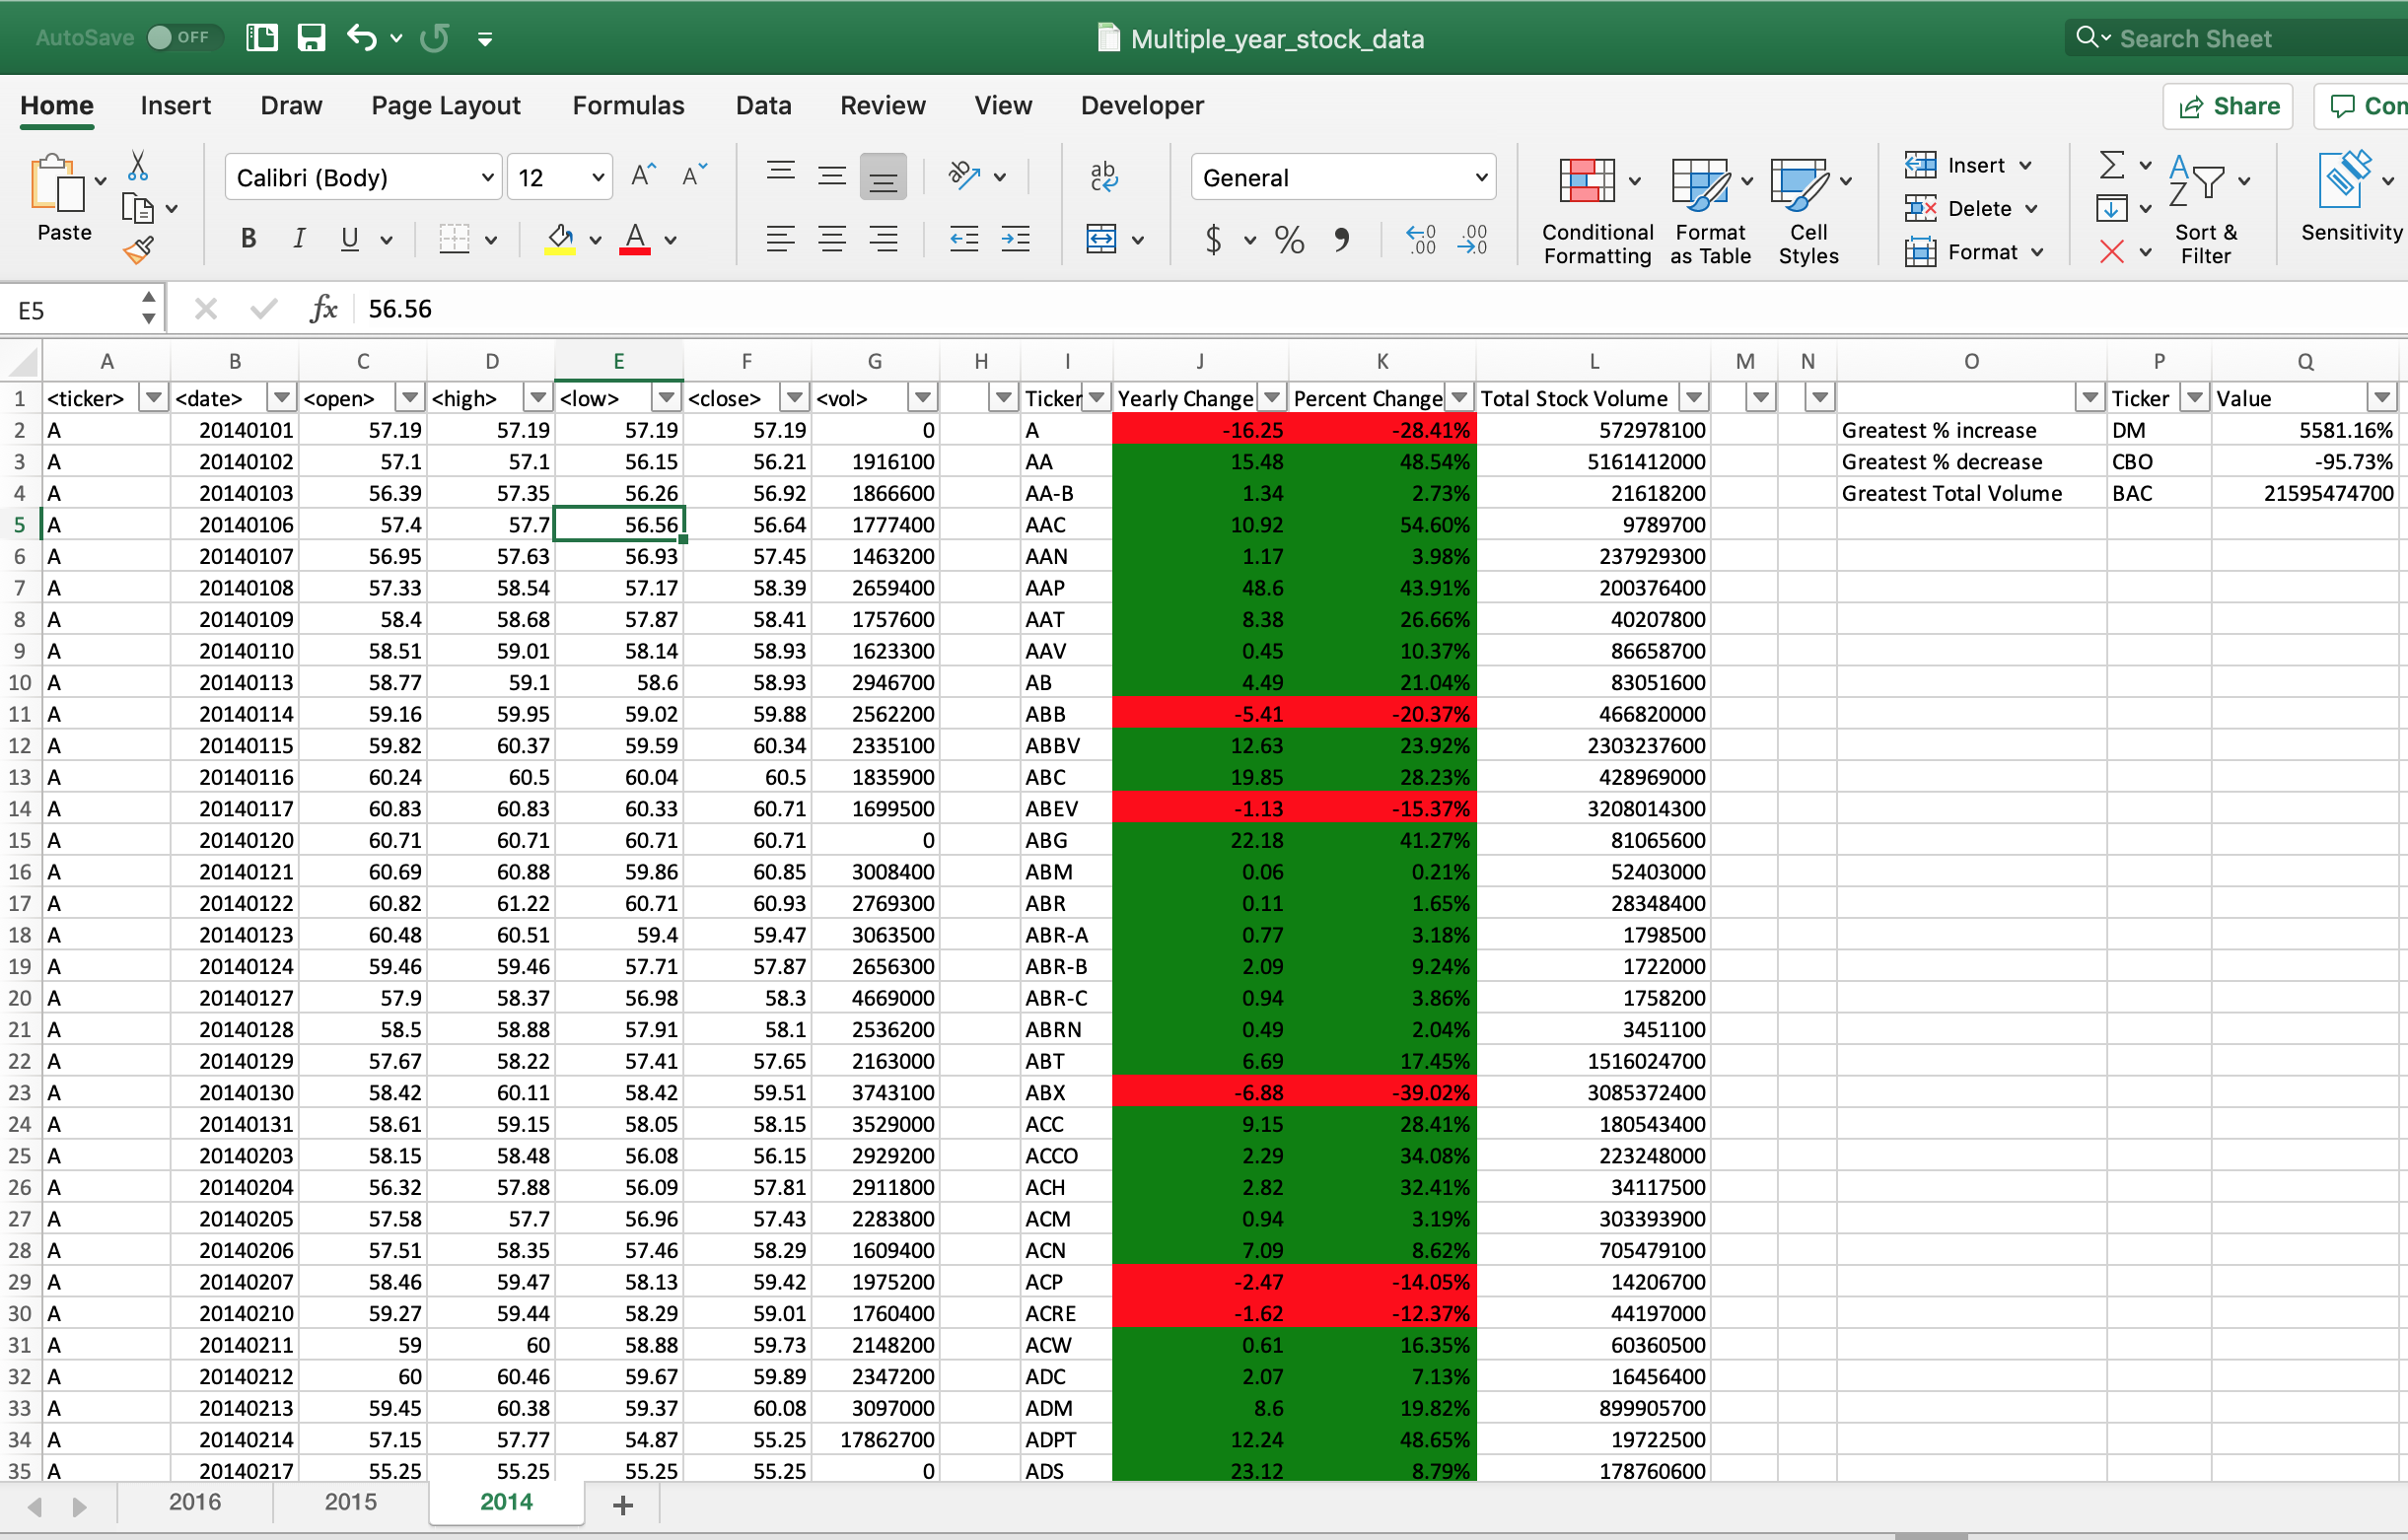 AutoSave OFF Multiple_year_stock_data Search Sheet
Home Insert Draw Page Layout Formulas Data Review View Developer Share Com
Paste Calibri (Body) 12 General Conditional Formatting Format as Table Cell Styles Insert Delete Format Sort & Filter Sensitivity
E5 fx 56.56
A B C D E F G H I J K L M N O P Q
1 <ticker> <date> <open> <high> <low> <close> <vol> Ticker Yearly Change Percent Change Total Stock Volume Ticker Value
2 A 20140101 57.19 57.19 57.19 57.19 0 A -16.25 -28.41% 572978100 Greatest % increase DM 5581.16%
3 A 20140102 57.1 57.1 56.15 56.21 1916100 AA 15.48 48.54% 5161412000 Greatest % decrease CBO -95.73%
4 A 20140103 56.39 57.35 56.26 56.92 1866600 AA-B 1.34 2.73% 21618200 Greatest Total Volume BAC 21595474700
5 A 20140106 57.4 57.7 56.56 56.64 1777400 AAC 10.92 54.60% 9789700
6 A 20140107 56.95 57.63 56.93 57.45 1463200 AAN 1.17 3.98% 237929300
7 A 20140108 57.33 58.54 57.17 58.39 2659400 AAP 48.6 43.91% 200376400
8 A 20140109 58.4 58.68 57.87 58.41 1757600 AAT 8.38 26.66% 40207800
9 A 20140110 58.51 59.01 58.14 58.93 1623300 AAV 0.45 10.37% 86658700
10 A 20140113 58.77 59.1 58.6 58.93 2946700 AB 4.49 21.04% 83051600
11 A 20140114 59.16 59.95 59.02 59.88 2562200 ABB -5.41 -20.37% 466820000
12 A 20140115 59.82 60.37 59.59 60.34 2335100 ABBV 12.63 23.92% 2303237600
13 A 20140116 60.24 60.5 60.04 60.5 1835900 ABC 19.85 28.23% 428969000
14 A 20140117 60.83 60.83 60.33 60.71 1699500 ABEV -1.13 -15.37% 3208014300
15 A 20140120 60.71 60.71 60.71 60.71 0 ABG 22.18 41.27% 81065600
16 A 20140121 60.69 60.88 59.86 60.85 3008400 ABM 0.06 0.21% 52403000
17 A 20140122 60.82 61.22 60.71 60.93 2769300 ABR 0.11 1.65% 28348400
18 A 20140123 60.48 60.51 59.4 59.47 3063500 ABR-A 0.77 3.18% 1798500
19 A 20140124 59.46 59.46 57.71 57.87 2656300 ABR-B 2.09 9.24% 1722000
20 A 20140127 57.9 58.37 56.98 58.3 4669000 ABR-C 0.94 3.86% 1758200
21 A 20140128 58.5 58.88 57.91 58.1 2536200 ABRN 0.49 2.04% 3451100
22 A 20140129 57.67 58.22 57.41 57.65 2163000 ABT 6.69 17.45% 1516024700
23 A 20140130 58.42 60.11 58.42 59.51 3743100 ABX -6.88 -39.02% 3085372400
24 A 20140131 58.61 59.15 58.05 58.15 3529000 ACC 9.15 28.41% 180543400
25 A 20140203 58.15 58.48 56.08 56.15 2929200 ACCO 2.29 34.08% 223248000
26 A 20140204 56.32 57.88 56.09 57.81 2911800 ACH 2.82 32.41% 34117500
27 A 20140205 57.58 57.7 56.96 57.43 2283800 ACM 0.94 3.19% 303393900
28 A 20140206 57.51 58.35 57.46 58.29 1609400 ACN 7.09 8.62% 705479100
29 A 20140207 58.46 59.47 58.13 59.42 1975200 ACP -2.47 -14.05% 14206700
30 A 20140210 59.27 59.44 58.29 59.01 1760400 ACRE -1.62 -12.37% 44197000
31 A 20140211 59 60 58.88 59.73 2148200 ACW 0.61 16.35% 60360500
32 A 20140212 60 60.46 59.67 59.89 2347200 ADC 2.07 7.13% 16456400
33 A 20140213 59.45 60.38 59.37 60.08 3097000 ADM 8.6 19.82% 899905700
34 A 20140214 57.15 57.77 54.87 55.25 17862700 ADPT 12.24 48.65% 19722500
35 A 20140217 55.25 55.25 55.25 55.25 0 ADS 23.12 8.79% 178760600
2016 2015 2014